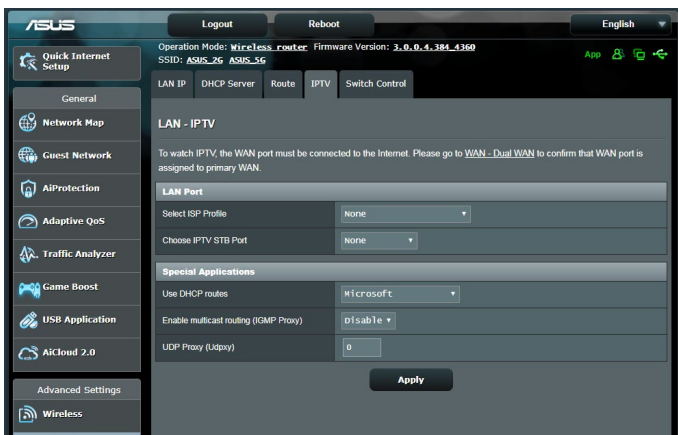 ASUS
Logout
Reboot
English
Operation Mode: Wireless router Firmware Version: 3.0.0.4.384_4360
SSID: ASUS_2G ASUS_5G
App
Quick Internet
Setup
General
Network Map
Guest Network
AiProtection
Adaptive QoS
Traffic Analyzer
Game Boost
USB Application
AiCloud 2.0
Advanced Settings
Wireless
LAN IP
DHCP Server
Route
IPTV
Switch Control
LAN - IPTV
To watch IPTV, the WAN port must be connected to the Internet. Please go to WAN - Dual WAN to confirm that WAN port is
assigned to primary WAN.
LAN Port
Select ISP Profile
None
Choose IPTV STB Port
None
Special Applications
Use DHCP routes
Microsoft
Enable multicast routing (IGMP Proxy)
Disable
UDP Proxy (Udpxy)
0
Apply